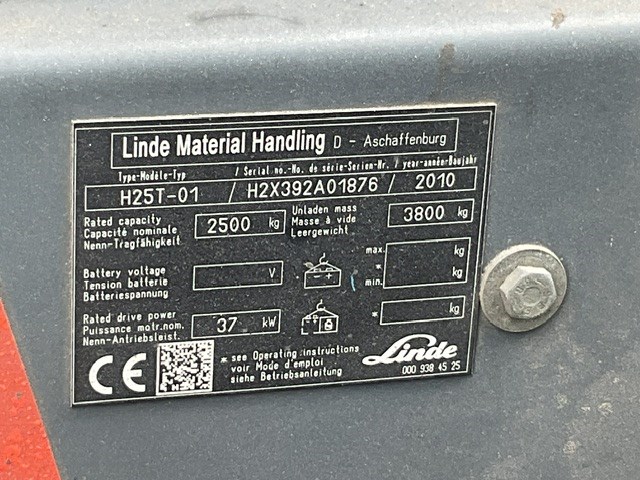 Linde Material Handling D - Aschaffenburg
Type-Modèle-Typ / Serial no.-No. de série-Serien-Nr. / year-année-Baujahr
H25T-01 / H2X392A01876 / 2010
Rated capacity
Capacité nominale
Nenn-Tragfähigkeit
2500 kg
Unladen mass
Masse à vide
Leergewicht
3800 kg
Battery voltage
Tension batterie
Batteriespannung
V
- +
max.
*
min.
kg
kg
Rated drive power
Puissance motr.nom.
Nenn-Antriebsleist.
37 kW
* kg
CE
* see Operating instructions
voir Mode d'emploi
siehe Betriebsanleitung
Linde
000 938 45 25